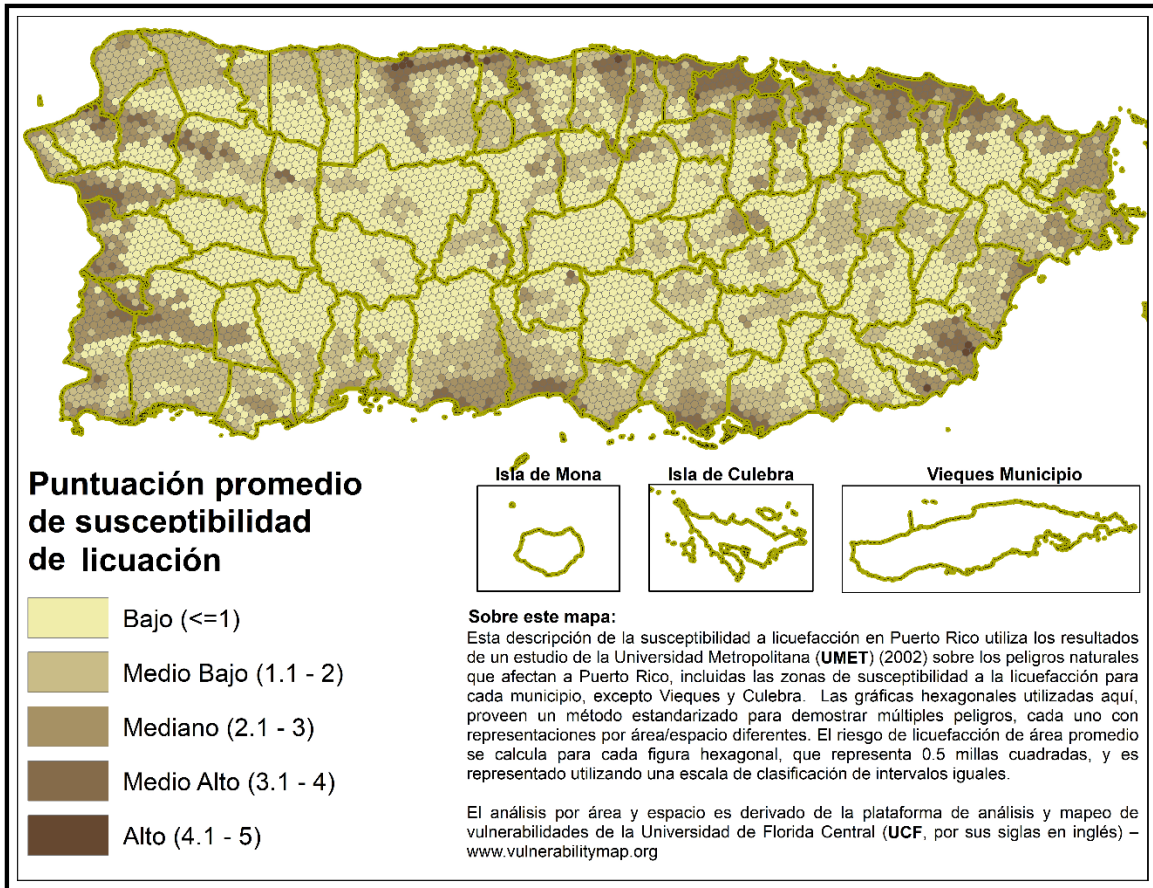 Isla de Mona
Isla de Culebra
Vieques Municipio
Puntuación promedio
de susceptibilidad
de licuación
Bajo (<=1)
Medio Bajo (1.1 - 2)
Mediano (2.1 - 3)
Medio Alto (3.1 - 4)
Alto (4.1 - 5)
Sobre este mapa:
Esta descripción de la susceptibilidad a licuefacción en Puerto Rico utiliza los resultados
de un estudio de la Universidad Metropolitana (UMET) (2002) sobre los peligros naturales
que afectan a Puerto Rico, incluidas las zonas de susceptibilidad a la licuefacción para
cada municipio, excepto Vieques y Culebra. Las gráficas hexagonales utilizadas aquí,
proveen un método estandarizado para demostrar múltiples peligros, cada uno con
representaciones por área/espacio diferentes. El riesgo de licuefacción de área promedio
se calcula para cada figura hexagonal, que representa 0.5 millas cuadradas, y es
representado utilizando una escala de clasificación de intervalos iguales.
El análisis por área y espacio es derivado de la plataforma de análisis y mapeo de
vulnerabilidades de la Universidad de Florida Central (UCF, por sus siglas en inglés) –
www.vulnerabilitymap.org